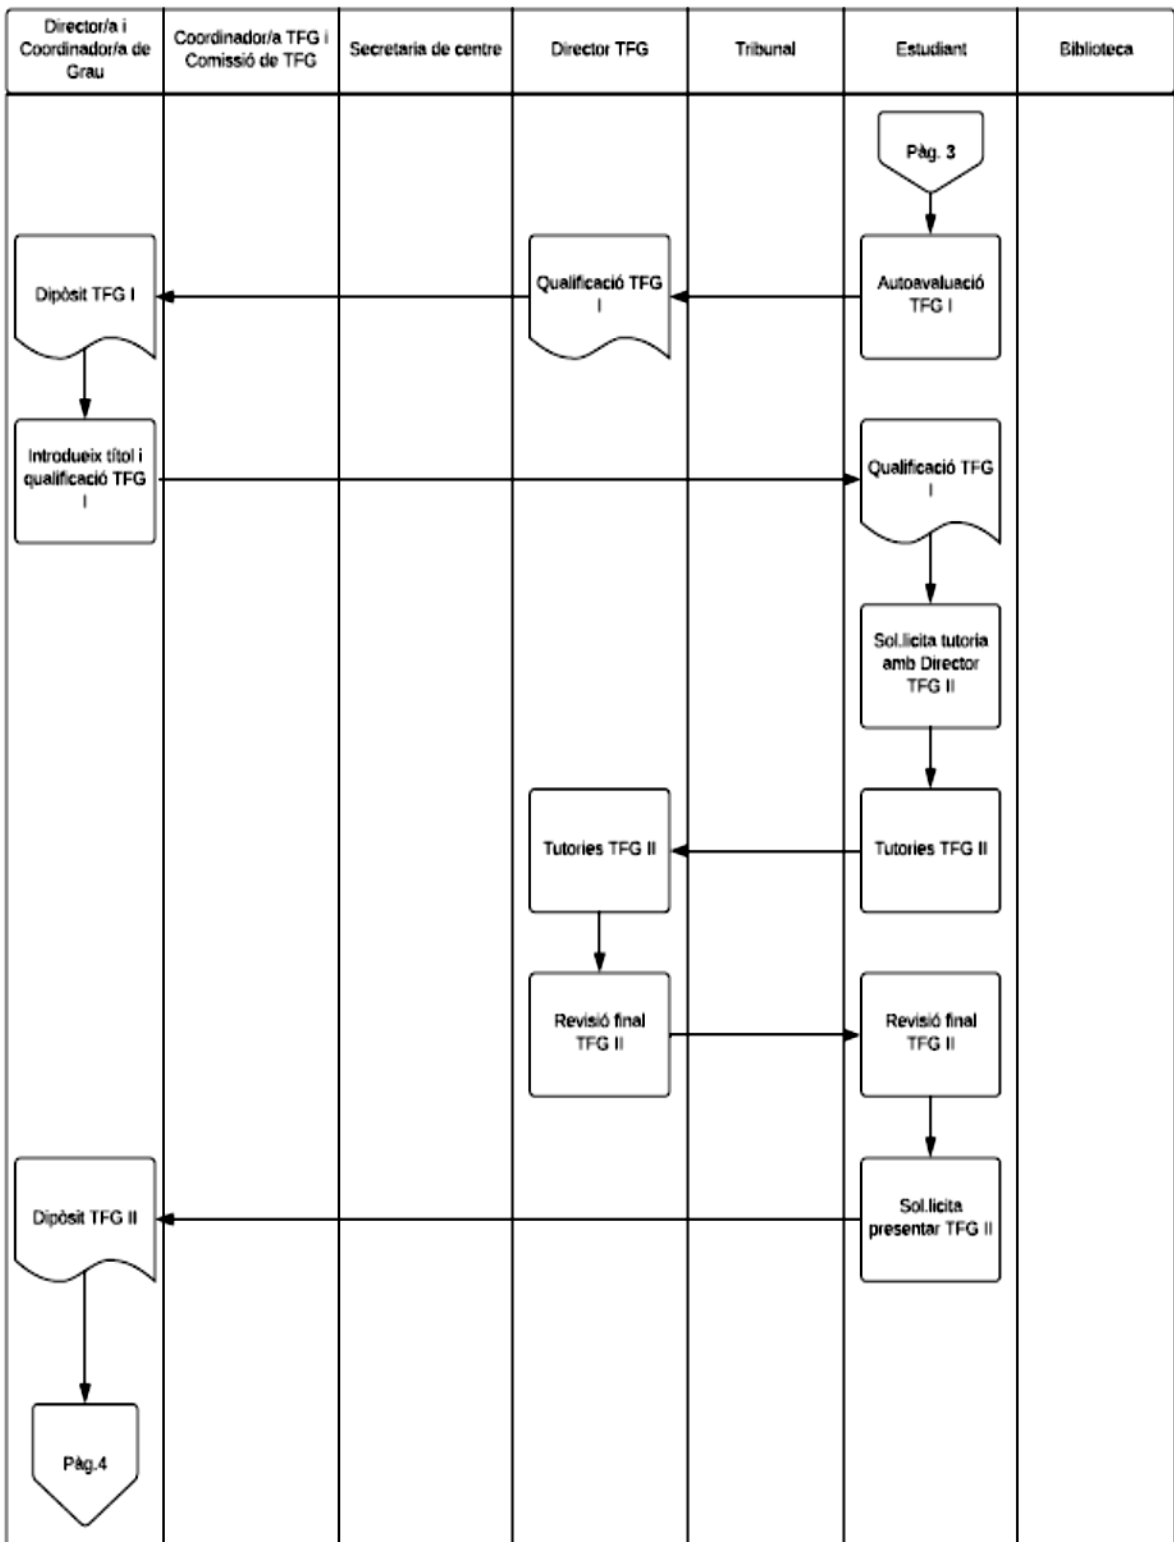 Director/a i
Coordinador/a de
Grau
Coordinador/a TFG i
Comissió de TFG
Secretaria de centre
Director TFG
Tribunal
Estudiant
Biblioteca
Pàg. 3
Dipòsit TFG I
Qualificació TFG
I
Autoavaluació
TFG I
Introdueix títol i
qualificació TFG
I
Qualificació TFG
I
Sol.licita tutoria
amb Director
TFG II
Tutories TFG II
Tutories TFG II
Revisió final
TFG II
Revisió final
TFG II
Dipòsit TFG II
Sol.licita
presentar TFG II
Pàg.4